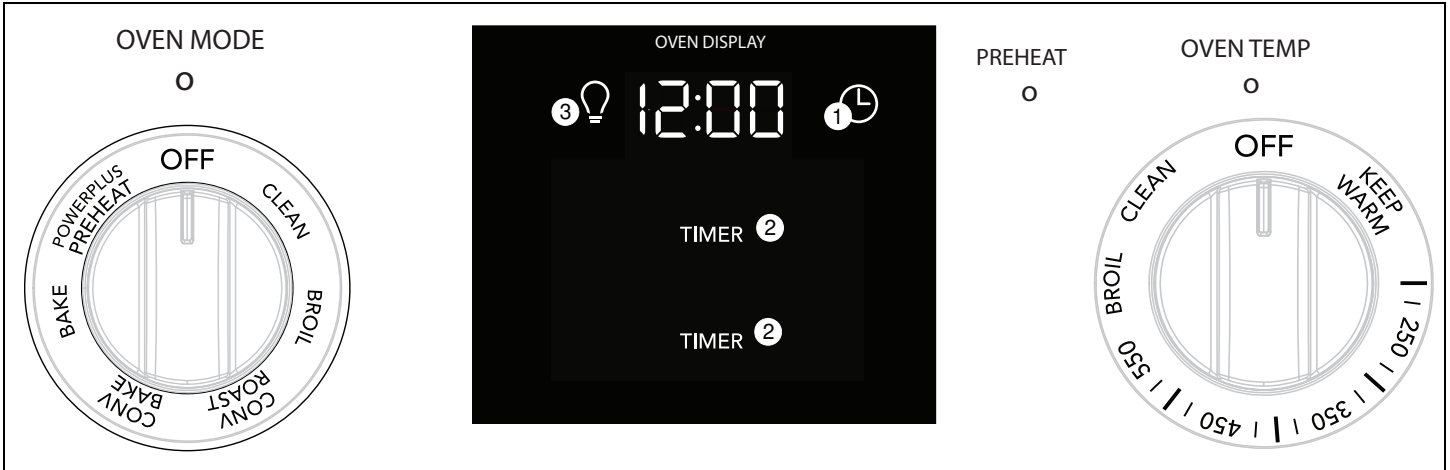 OVEN MODE
O
OFF
CLEAN
BROIL
CONV
ROAST
CONV
BAKE
BAKE
POWERPLUS
PREHEAT
OVEN DISPLAY
3
12:00
1
TIMER 2
TIMER 2
PREHEAT
O
OVEN TEMP
O
OFF
KEEP
WARM
250
350
450
550
BROIL
CLEAN